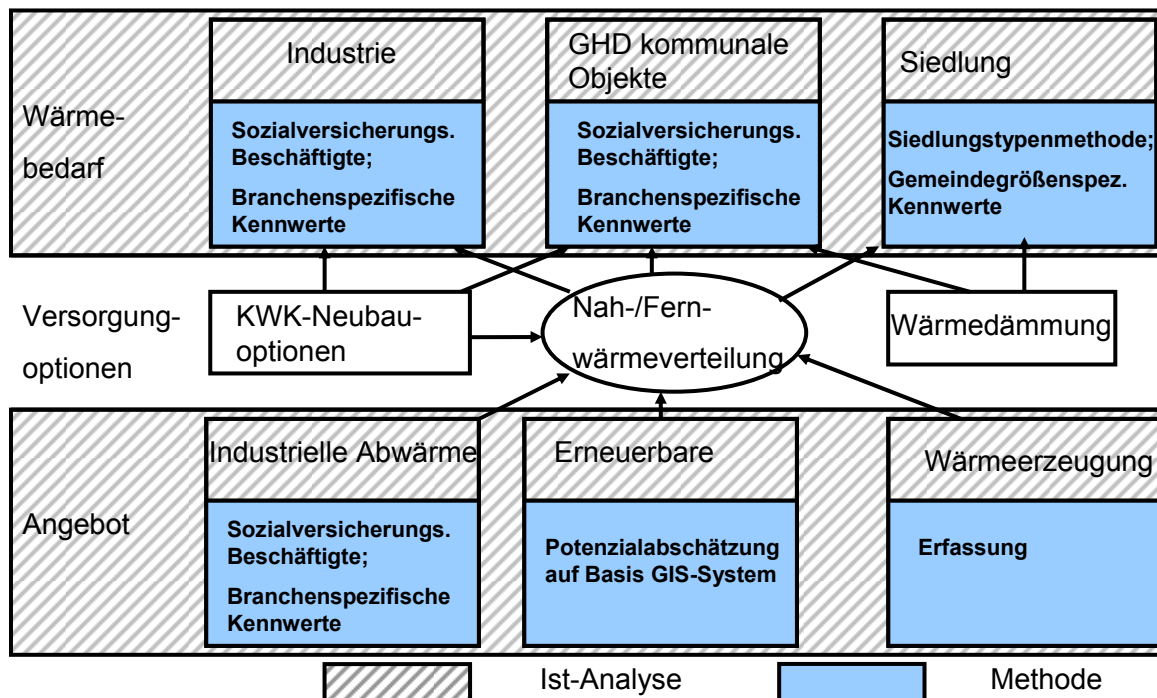 Wärme-
bedarf
Industrie
Sozialversicherungs.
Beschäftigte;
Branchenspezifische
Kennwerte
GHD kommunale
Objekte
Sozialversicherungs.
Beschäftigte;
Branchenspezifische
Kennwerte
Siedlung
Siedlungstypenmethode;
Gemeindegrößenspez.
Kennwerte
Versorgung-
optionen
KWK-Neubau-
optionen
Nah-/Fern-
wärmeverteilung
Wärmedämmung
Angebot
Industrielle Abwärme
Sozialversicherungs.
Beschäftigte;
Branchenspezifische
Kennwerte
Erneuerbare
Potenzialabschätzung
auf Basis GIS-System
Wärmeerzeugung
Erfassung
Ist-Analyse
Methode